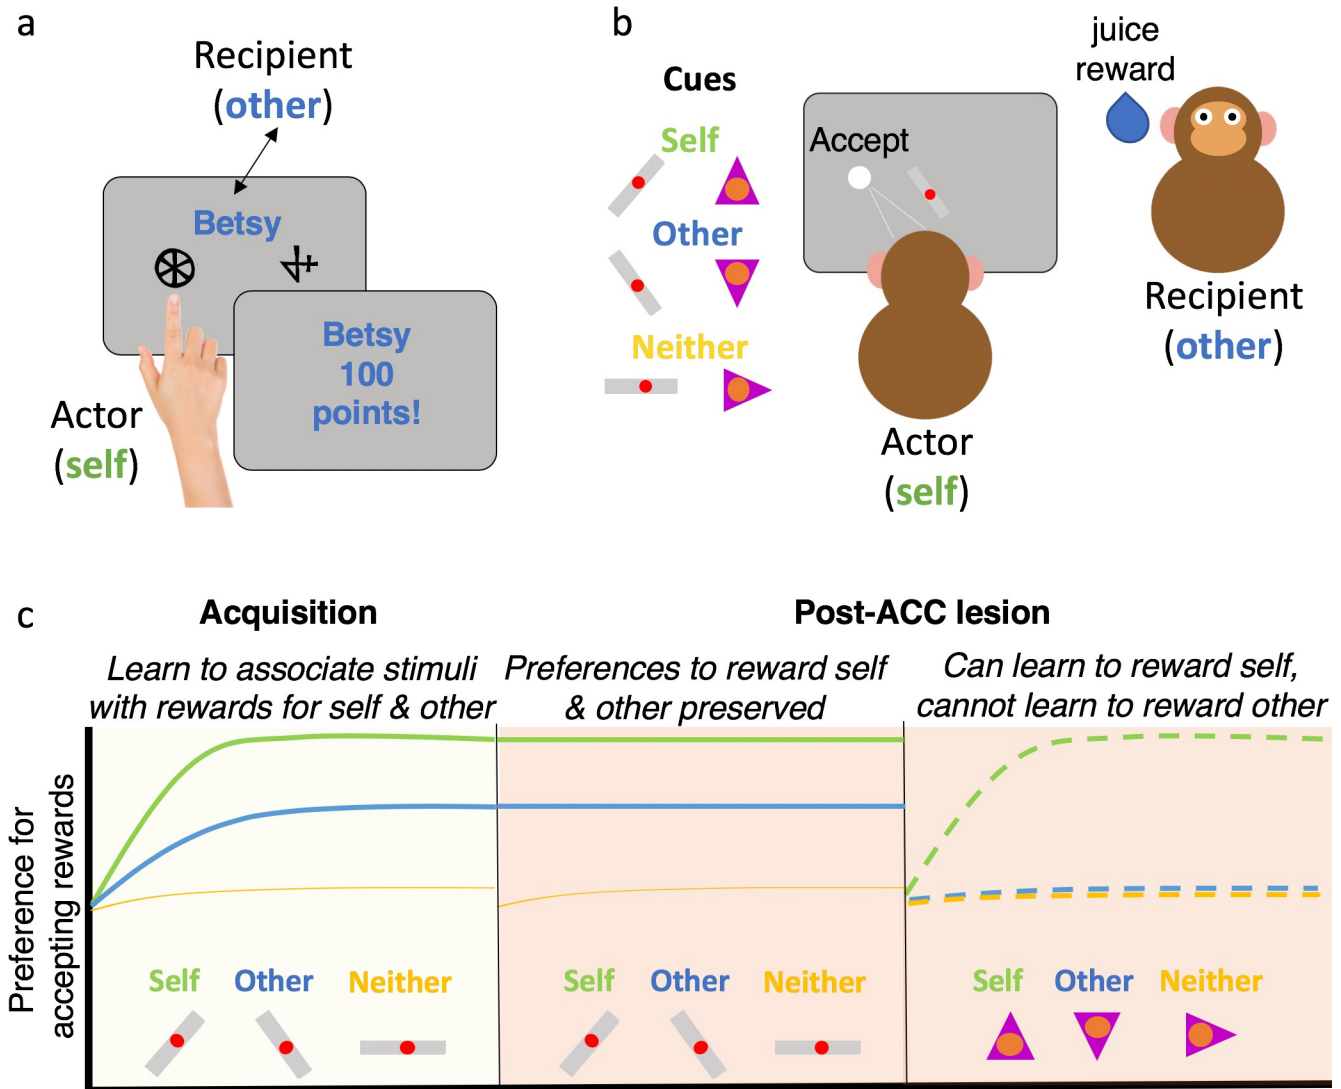 a
Recipient
(other)
Betsy
Betsy
100
points!
Actor
(self)
b
Cues
Self
Other
Neither
Accept
juice
reward
Recipient
(other)
Actor
(self)
c
Acquisition
Post-ACC lesion
Learn to associate stimuli
with rewards for self & other
Preferences to reward self
& other preserved
Can learn to reward self,
cannot learn to reward other
Preference for
accepting rewards
Self Other Neither
Self Other Neither
Self Other Neither